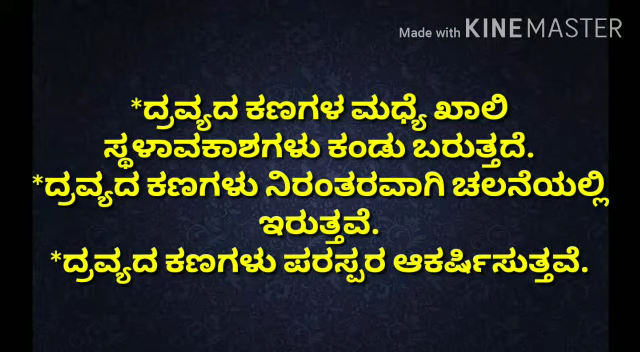 Made with KINEMASTER
*ದ್ರವ್ಯದ ಕಣಗಳ ಮಧ್ಯೆ ಖಾಲಿ
ಸ್ಥಳಾವಕಾಶಗಳು ಕಂಡು ಬರುತ್ತದೆ.
*ದ್ರವ್ಯದ ಕಣಗಳು ನಿರಂತರವಾಗಿ ಚಲನೆಯಲ್ಲಿ
ಇರುತ್ತವೆ.
*ದ್ರವ್ಯದ ಕಣಗಳು ಪರಸ್ಪರ ಆಕರ್ಷಿಸುತ್ತವೆ.